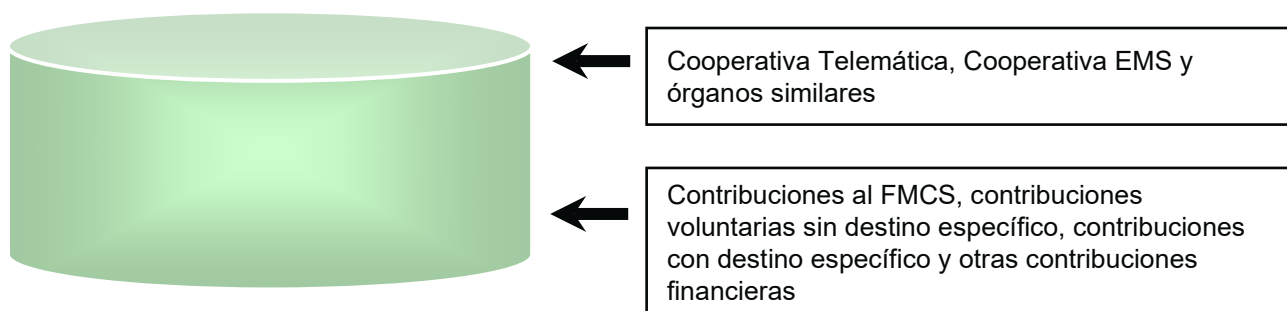 Cooperativa Telemática, Cooperativa EMS y
órganos similares
Contribuciones al FMCS, contribuciones
voluntarias sin destino específico, contribuciones
con destino específico y otras contribuciones
financieras